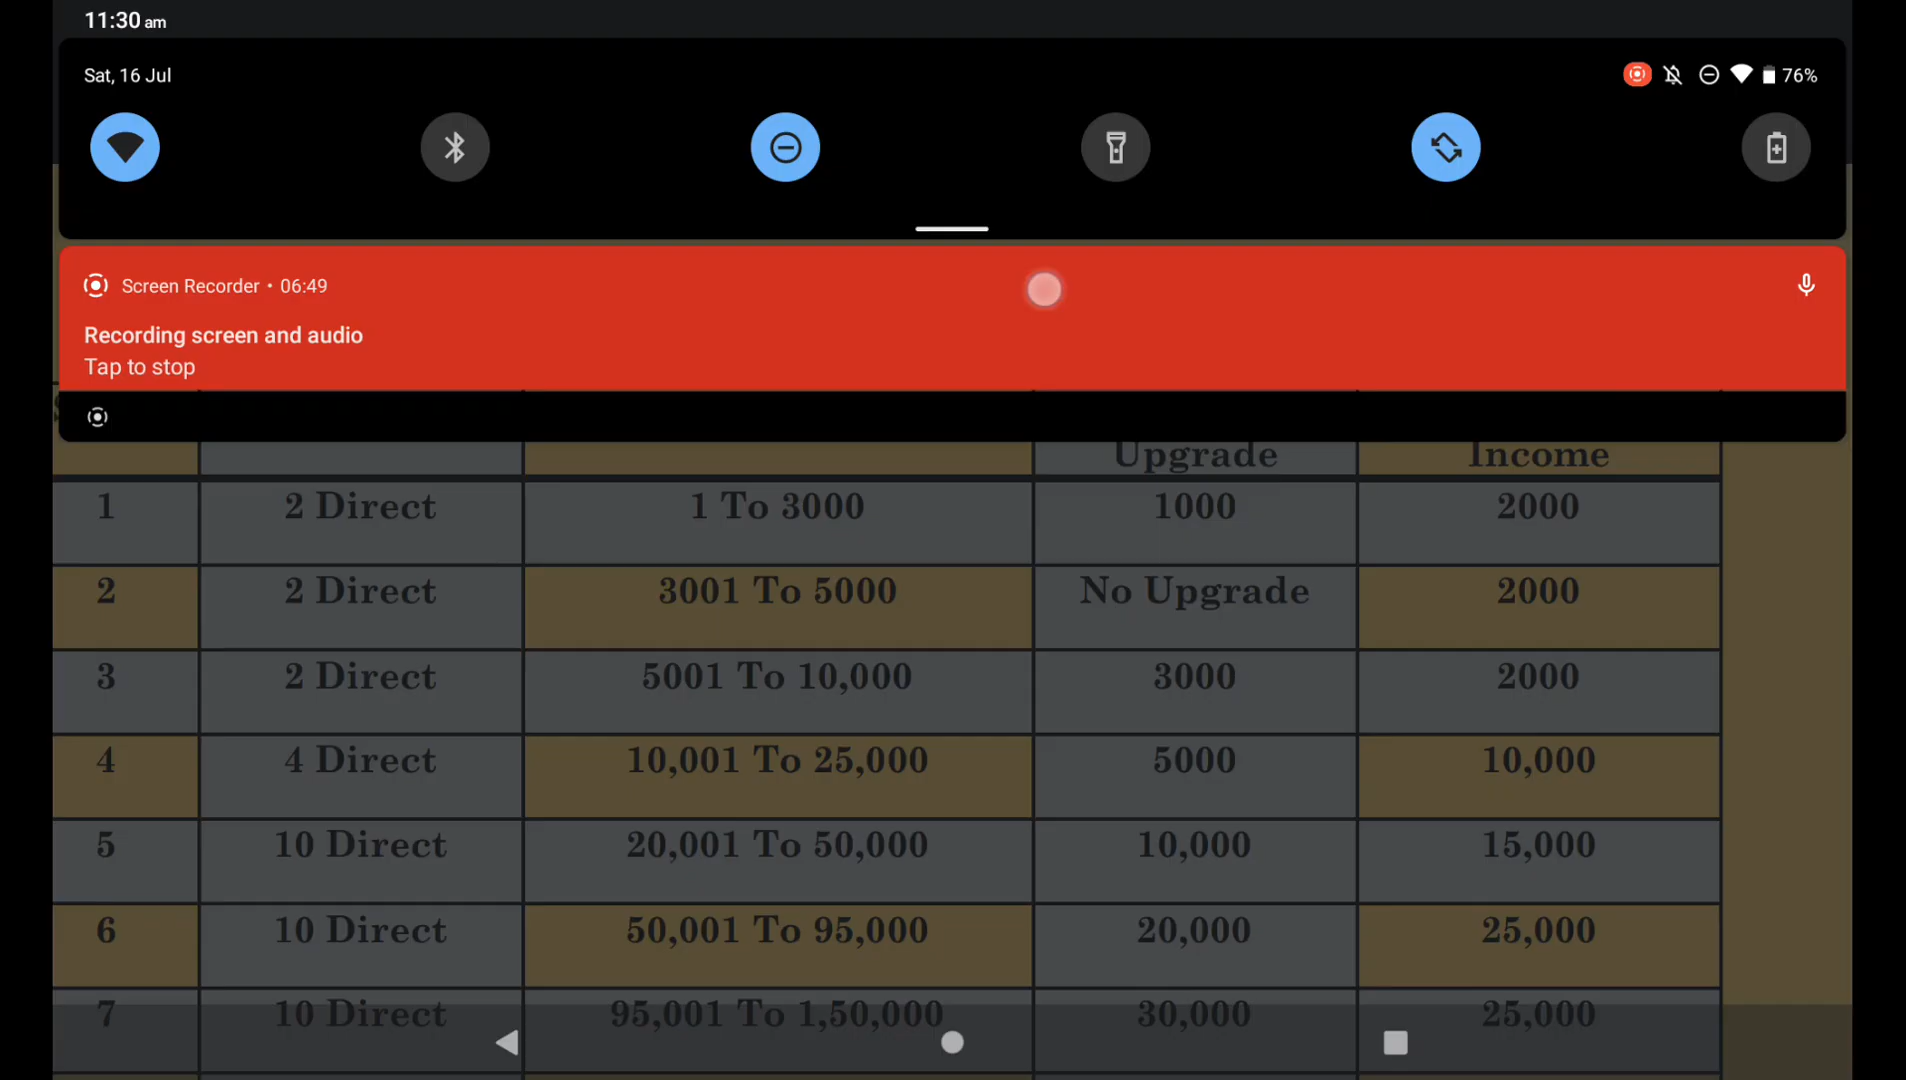 11:30 am
Sat, 16 Jul
76%
Screen Recorder • 06:49
Recording screen and audio
Tap to stop
Upgrade Income
1 2 Direct 1 To 3000 1000 2000
2 2 Direct 3001 To 5000 No Upgrade 2000
3 2 Direct 5001 To 10,000 3000 2000
4 4 Direct 10,001 To 25,000 5000 10,000
5 10 Direct 20,001 To 50,000 10,000 15,000
6 10 Direct 50,001 To 95,000 20,000 25,000
7 10 Direct 95,001 To 1,50,000 30,000 25,000